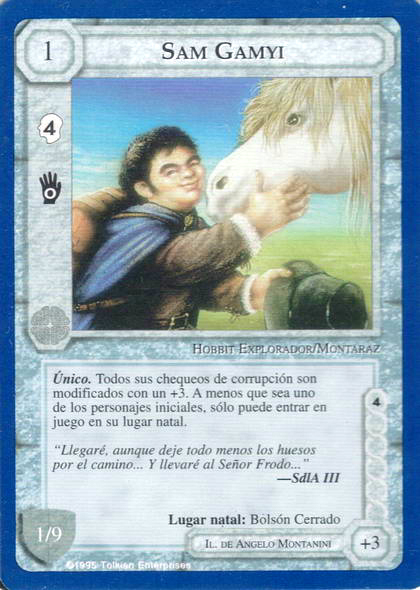 1
SAM GAMYI
4
0
HOBBIT EXPLORADOR/MONTARAZ
Único. Todos sus chequeos de corrupción son
modificados con un +3. A menos que sea uno
de los personajes iniciales, sólo puede entrar en
juego en su lugar natal.
4
“Llegaré, aunque deje todo menos los huesos
por el camino... Y llevaré al Señor Frodo...”
—SdlA III
Lugar natal: Bolsón Cerrado
1/9
IL. DE ANGELO MONTANINI
+3
©1995 Tolkien Enterprises